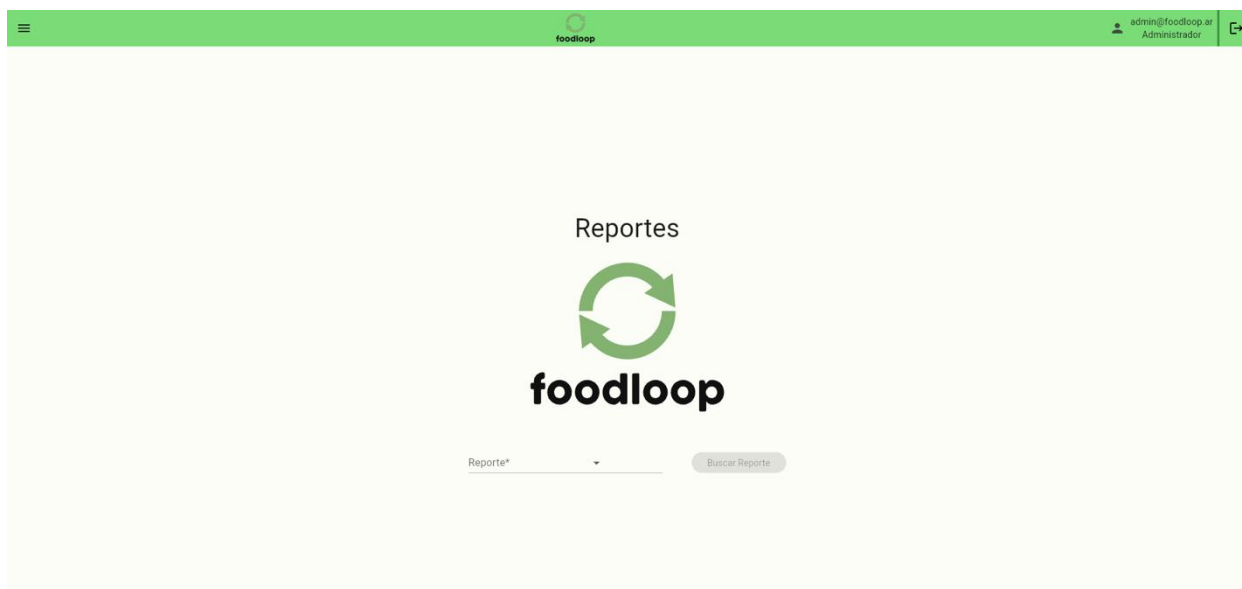 foodloop
admin@foodloop.ar
Administrador
Reportes
foodloop
Reporte*
Buscar Reporte